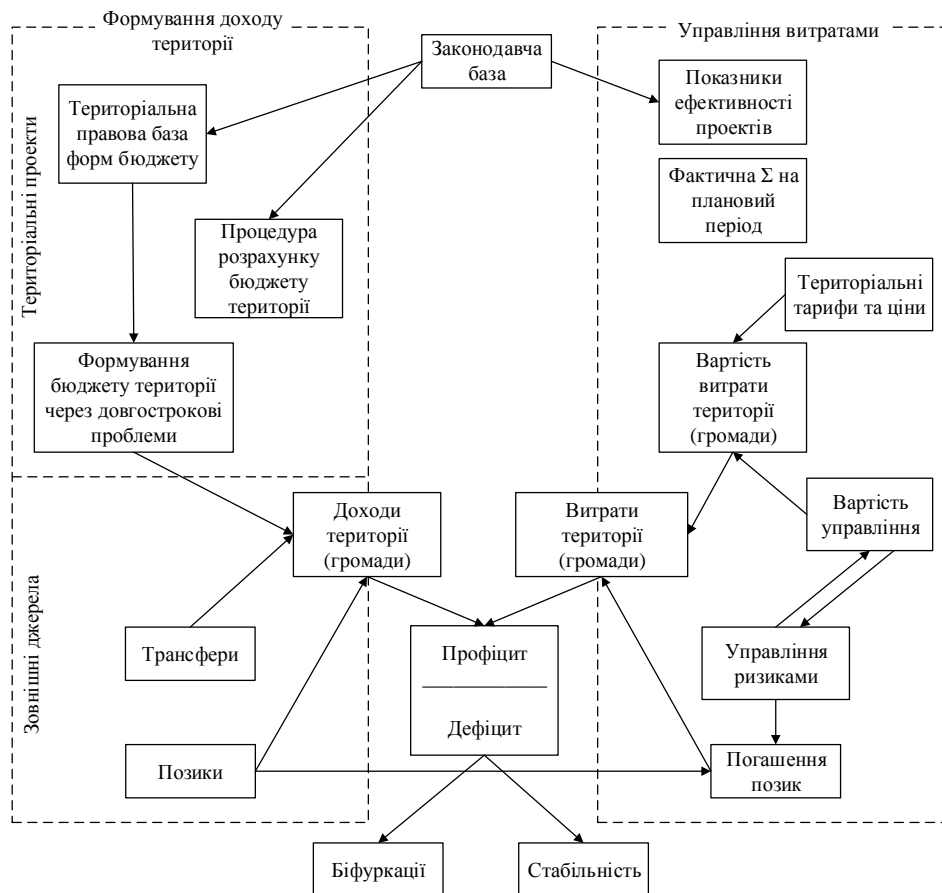 Формування доходу
території
Управління витратами
Законодавча
база
Показники
ефективності
проектів
Територіальна
правова база
форм бюджету
Територіальні проекти
Фактична Σ на
плановий
період
Процедура
розрахунку
бюджету
території
Територіальні
тарифи та ціни
Формування
бюджету території
через довгострокові
проблеми
Вартість
витрати
території
(громади)
Доходи
території
(громади)
Витрати
території
(громади)
Вартість
управління
Зовнішні джерела
Трансфери
Профіцит
Дефіцит
Управління
ризиками
Позики
Погашення
позик
Біфуркації
Стабільність